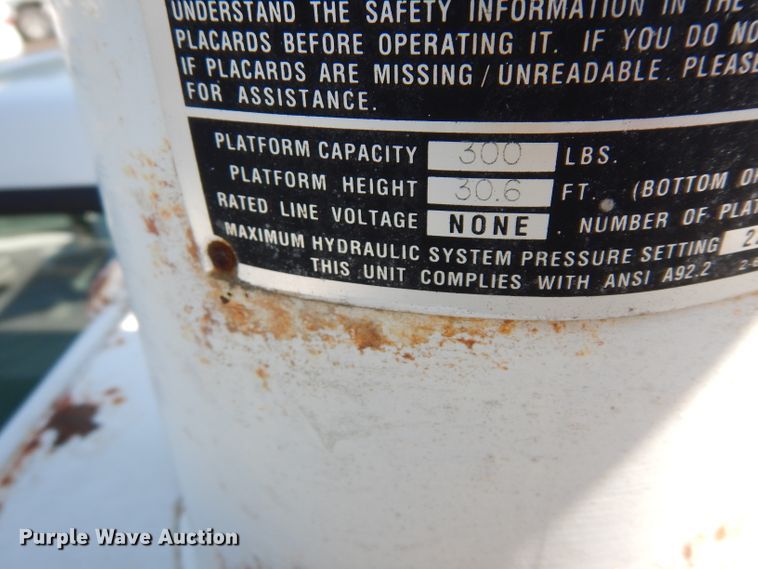 UNDERSTAND THE SAFETY INFORMATION IN THE
PLACARDS BEFORE OPERATING IT. IF YOU DO
IF PLACARDS ARE MISSING/UNREADABLE. PLEASE
FOR ASSISTANCE.
PLATFORM CAPACITY 300 LBS.
PLATFORM HEIGHT 30.6 FT. (BOTTOM
RATED LINE VOLTAGE NONE . NUMBER OF
MAXIMUM HYDRAULIC SYSTEM PRESSURE SETTING
THIS UNIT COMPLIES WITH ANSI A92.2
Purple Wave Auction